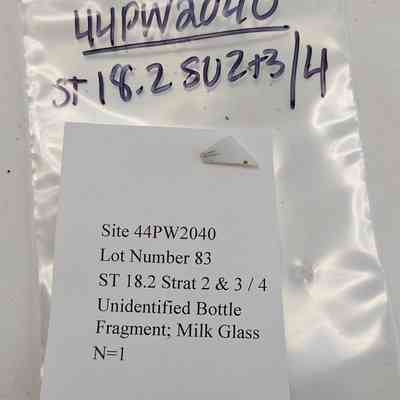 44PW2040
ST 18.2 SU2+3/4
Site 44PW2040
Lot Number 83
ST 18.2 Strat 2 & 3 / 4
Unidentified Bottle
Fragment; Milk Glass
N=1